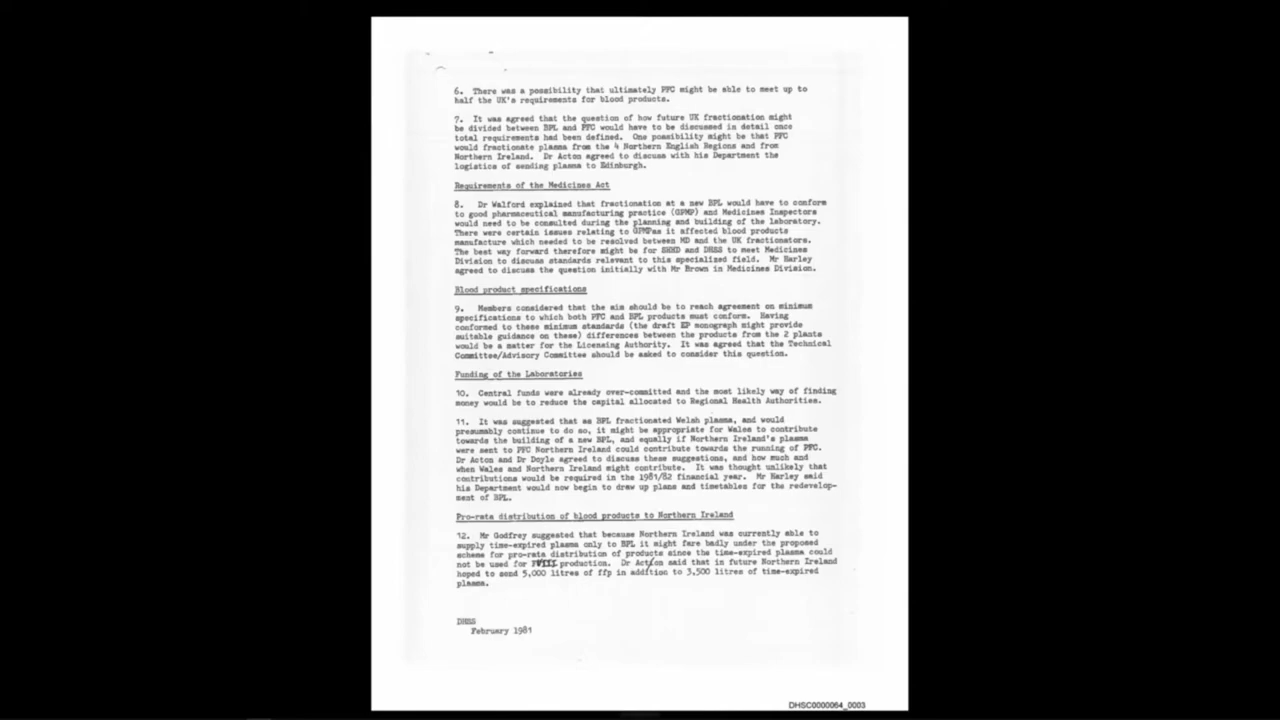 6. There was a possibility that ultimately PFC might be able to meet up to
half the UK's requirements for blood products.
7. It was agreed that the question of how future UK fractionation might
be divided between BPL and PFC would have to be discussed in detail once
total requirements had been defined. One possibility might be that PFC
would fractionate plasma from the 4 Northern English Regions and from
Northern Ireland. Dr Acton agreed to discuss with his Department the
logistics of sending plasma to Edinburgh.
Requirements of the Medicines Act
8. Dr Walford explained that fractionation at a new BPL would have to conform
to good pharmaceutical manufacturing practice (GPMP) and Medicines Inspectors
would need to be consulted during the planning and building of the laboratory.
There were certain issues relating to GPMPas it affected blood products
manufacture which needed to be resolved between MD and the UK fractionators.
The best way forward therefore might be for SHHD and DHSS to meet Medicines
Division to discuss standards relevant to this specialized field. Mr Harley
agreed to discuss the question initially with Mr Brown in Medicines Division.
Blood product specifications
9. Members considered that the aim should be to reach agreement on minimum
specifications to which both PFC and BPL products must conform. Having
conformed to these minimum standards (the draft EP monograph might provide
suitable guidance on these) differences between the products from the 2 plants
would be a matter for the Licensing Authority. It was agreed that the Technical
Committee/Advisory Committee should be asked to consider this question.
Funding of the Laboratories
10. Central funds were already over-committed and the most likely way of finding
money would be to reduce the capital allocated to Regional Health Authorities.
11. It was suggested that as BPL fractionated Welsh plasma, and would
presumably continue to do so, it might be appropriate for Wales to contribute
towards the building of a new BPL, and equally if Northern Ireland's plasma
were sent to PFC Northern Ireland could contribute towards the running of PFC.
Dr Acton and Dr Doyle agreed to discuss these suggestions, and how much and
when Wales and Northern Ireland might contribute. It was thought unlikely that
contributions would be required in the 1981/82 financial year. Mr Harley said
his Department would now begin to draw up plans and timetables for the redevelop-
ment of BPL.
Pro-rata distribution of blood products to Northern Ireland
12. Mr Godfrey suggested that because Northern Ireland was currently able to
supply time-expired plasma only to BPL it might fare badly under the proposed
scheme for pro-rata distribution of products since the time-expired plasma could
not be used for FVIII production. Dr Acton said that in future Northern Ireland
hoped to send 5,000 litres of ffp in addition to 3,500 litres of time-expired
plasma.
DHSS
February 1981
DHSC0000064_0003